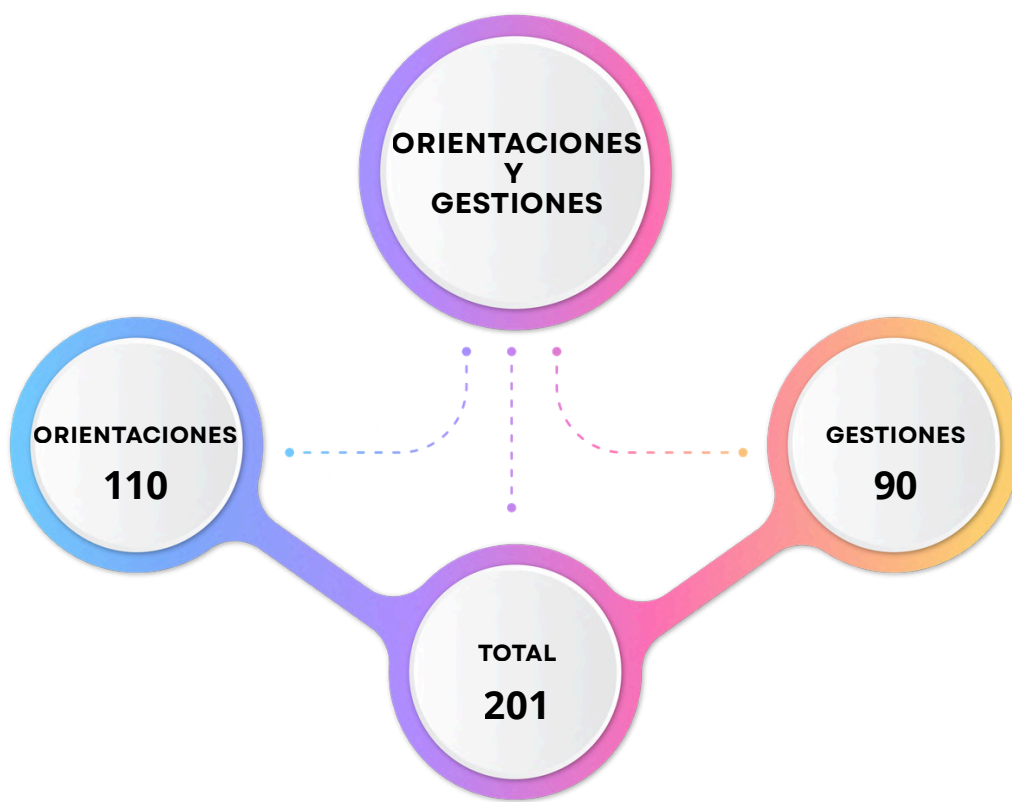 ORIENTACIONES
Y
GESTIONES
ORIENTACIONES
110
GESTIONES
90
TOTAL
201